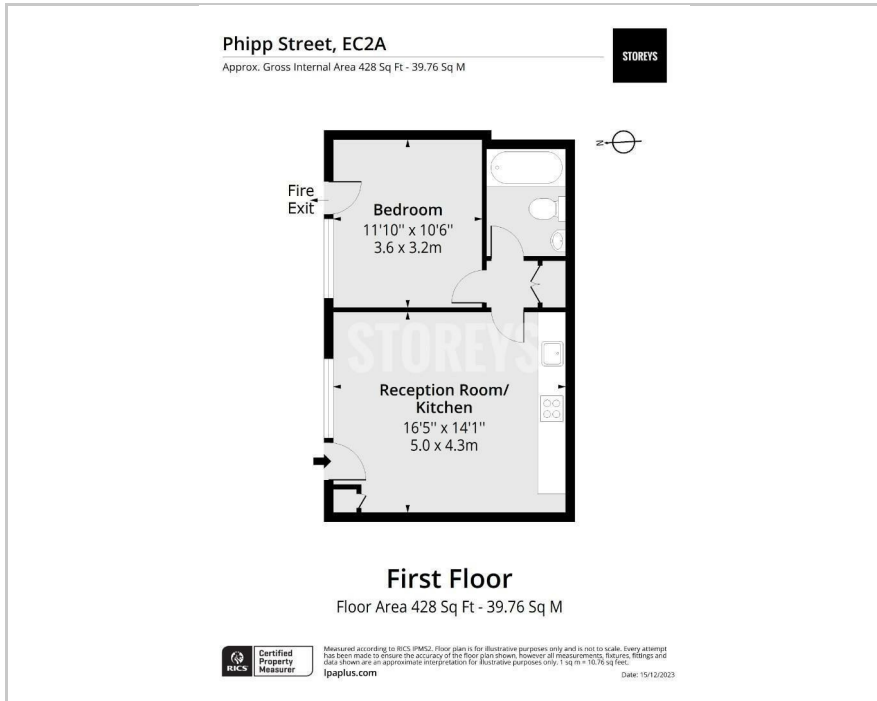 Phipp Street, EC2A
Approx. Gross Internal Area 428 Sq Ft - 39.76 Sq M
STOREYS
N
Fire
Exit
Bedroom
11'10" x 10'6"
3.6 x 3.2m
STOREYS
Reception Room/
Kitchen
16'5" x 14'1"
5.0 x 4.3m
First Floor
Floor Area 428 Sq Ft - 39.76 Sq M
RICS
Certified
Property
Measurer
Measured according to RICS IPMS2. Floor plan is for illustrative purposes only and is not to scale. Every attempt
has been made to ensure the accuracy of the floor plan shown, however all measurements, fixtures, fittings and
data shown are an approximate interpretation for illustrative purposes only. 1 sq m = 10.76 sq feet.
lpaplus.com
Date: 15/12/2023